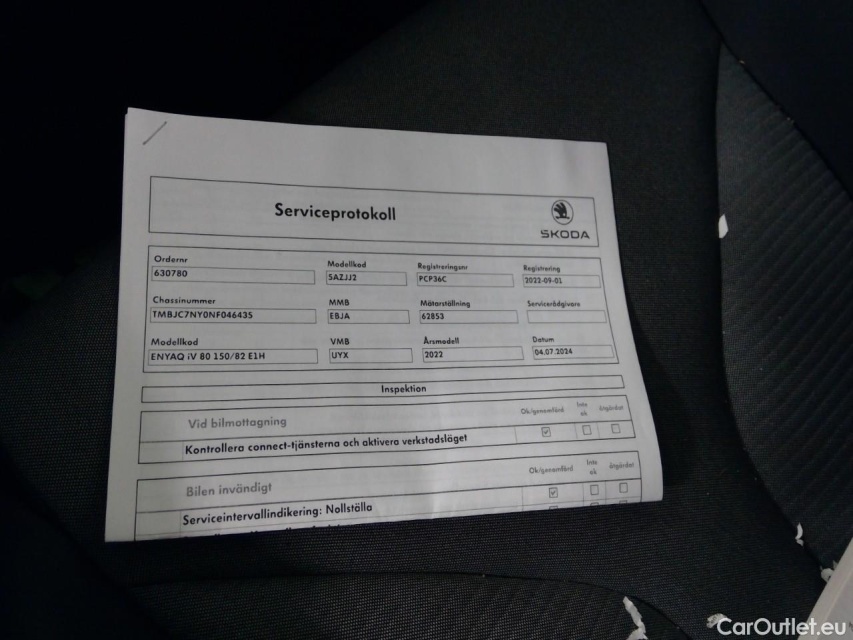 Serviceprotokoll
SKODA
Ordernr Modellkod Registreringsnr Registrering
630780 5AZJJ2 PCP36C 2022-09-01
Chassinummer MMB Mätarställning Servicerådgivare
TMBJC7NY0NF046435 EBJA 62853
Modellkod VMB Årsmodell Datum
ENYAQ iV 80 150/82 E1H UYX 2022 04.07.2024
Inspektion
Vid bilmottagning Ok/genomförd Inte ok åtgärdat
Kontrollera connect-tjänsterna och aktivera verkstadsläget
Bilen invändigt Ok/genomförd Inte ok åtgärdat
Serviceintervallindikering: Nollställa
CarOutlet.eu